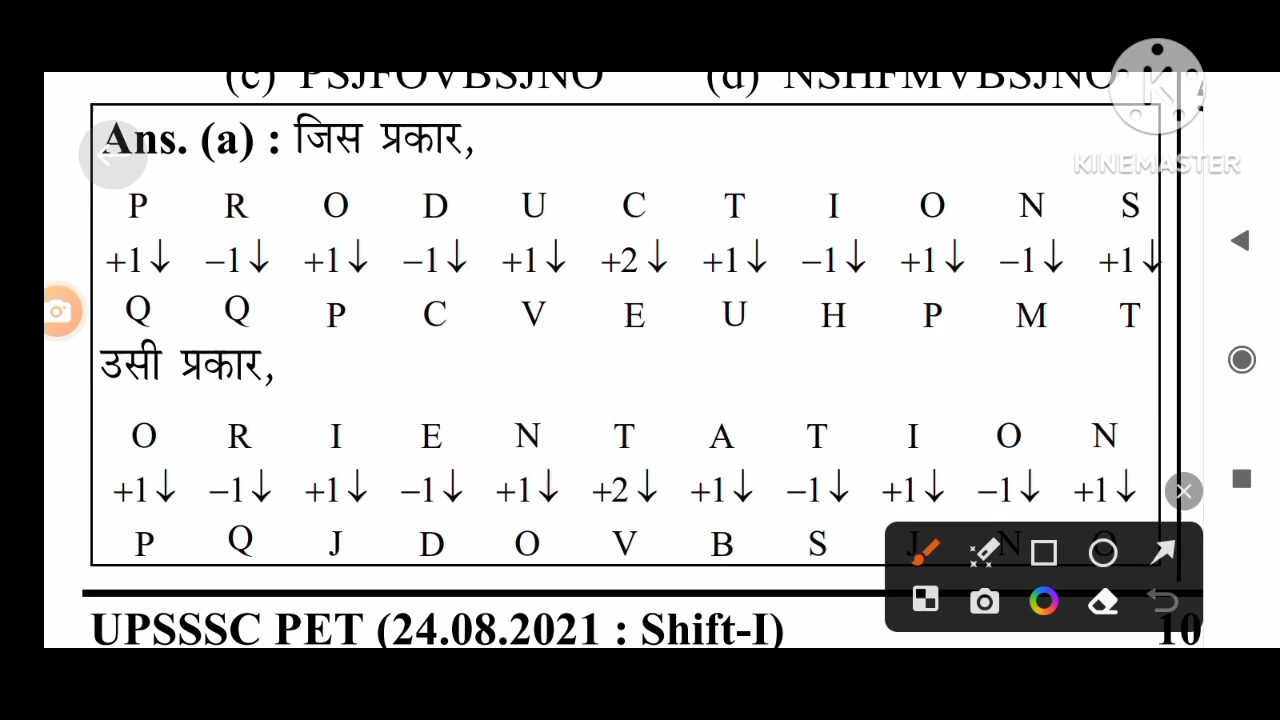 (c) PSJFOVBSJNO (d) NSHFMVBSJNO
KINEMASTER
Ans. (a) : जिस प्रकार,
P R O D U C T I O N S
+1↓ −1↓ +1↓ −1↓ +1↓ +2↓ +1↓ −1↓ +1↓ −1↓ +1↓
Q Q P C V E U H P M T
उसी प्रकार,
O R I E N T A T I O N
+1↓ −1↓ +1↓ −1↓ +1↓ +2↓ +1↓ −1↓ +1↓ −1↓ +1↓
P Q J D O V B S J N O
UPSSSC PET (24.08.2021 : Shift-I) 10